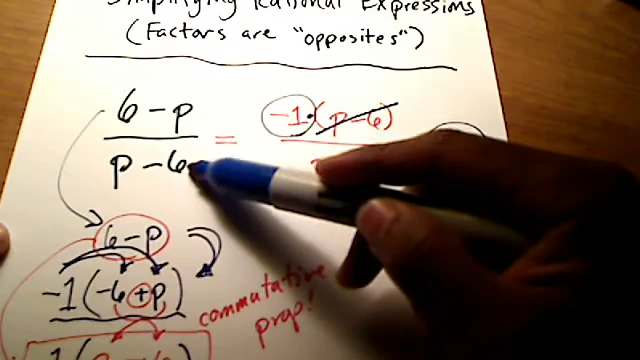 Simplifying Rational Expressions
(Factors are "opposites")
6 - p = -1·(p - 6)
p - 6
6 - p
-1(-6 + p)
commutative
prop!